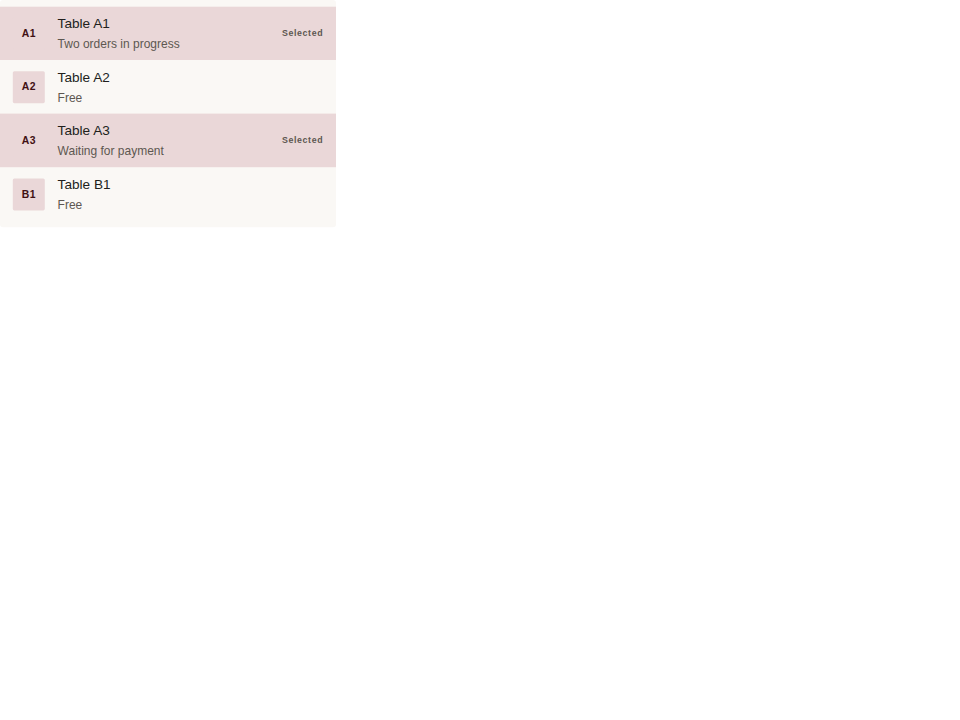 A1
Table A1
Two orders in progress
Selected
A2
Table A2
Free
A3
Table A3
Waiting for payment
Selected
B1
Table B1
Free